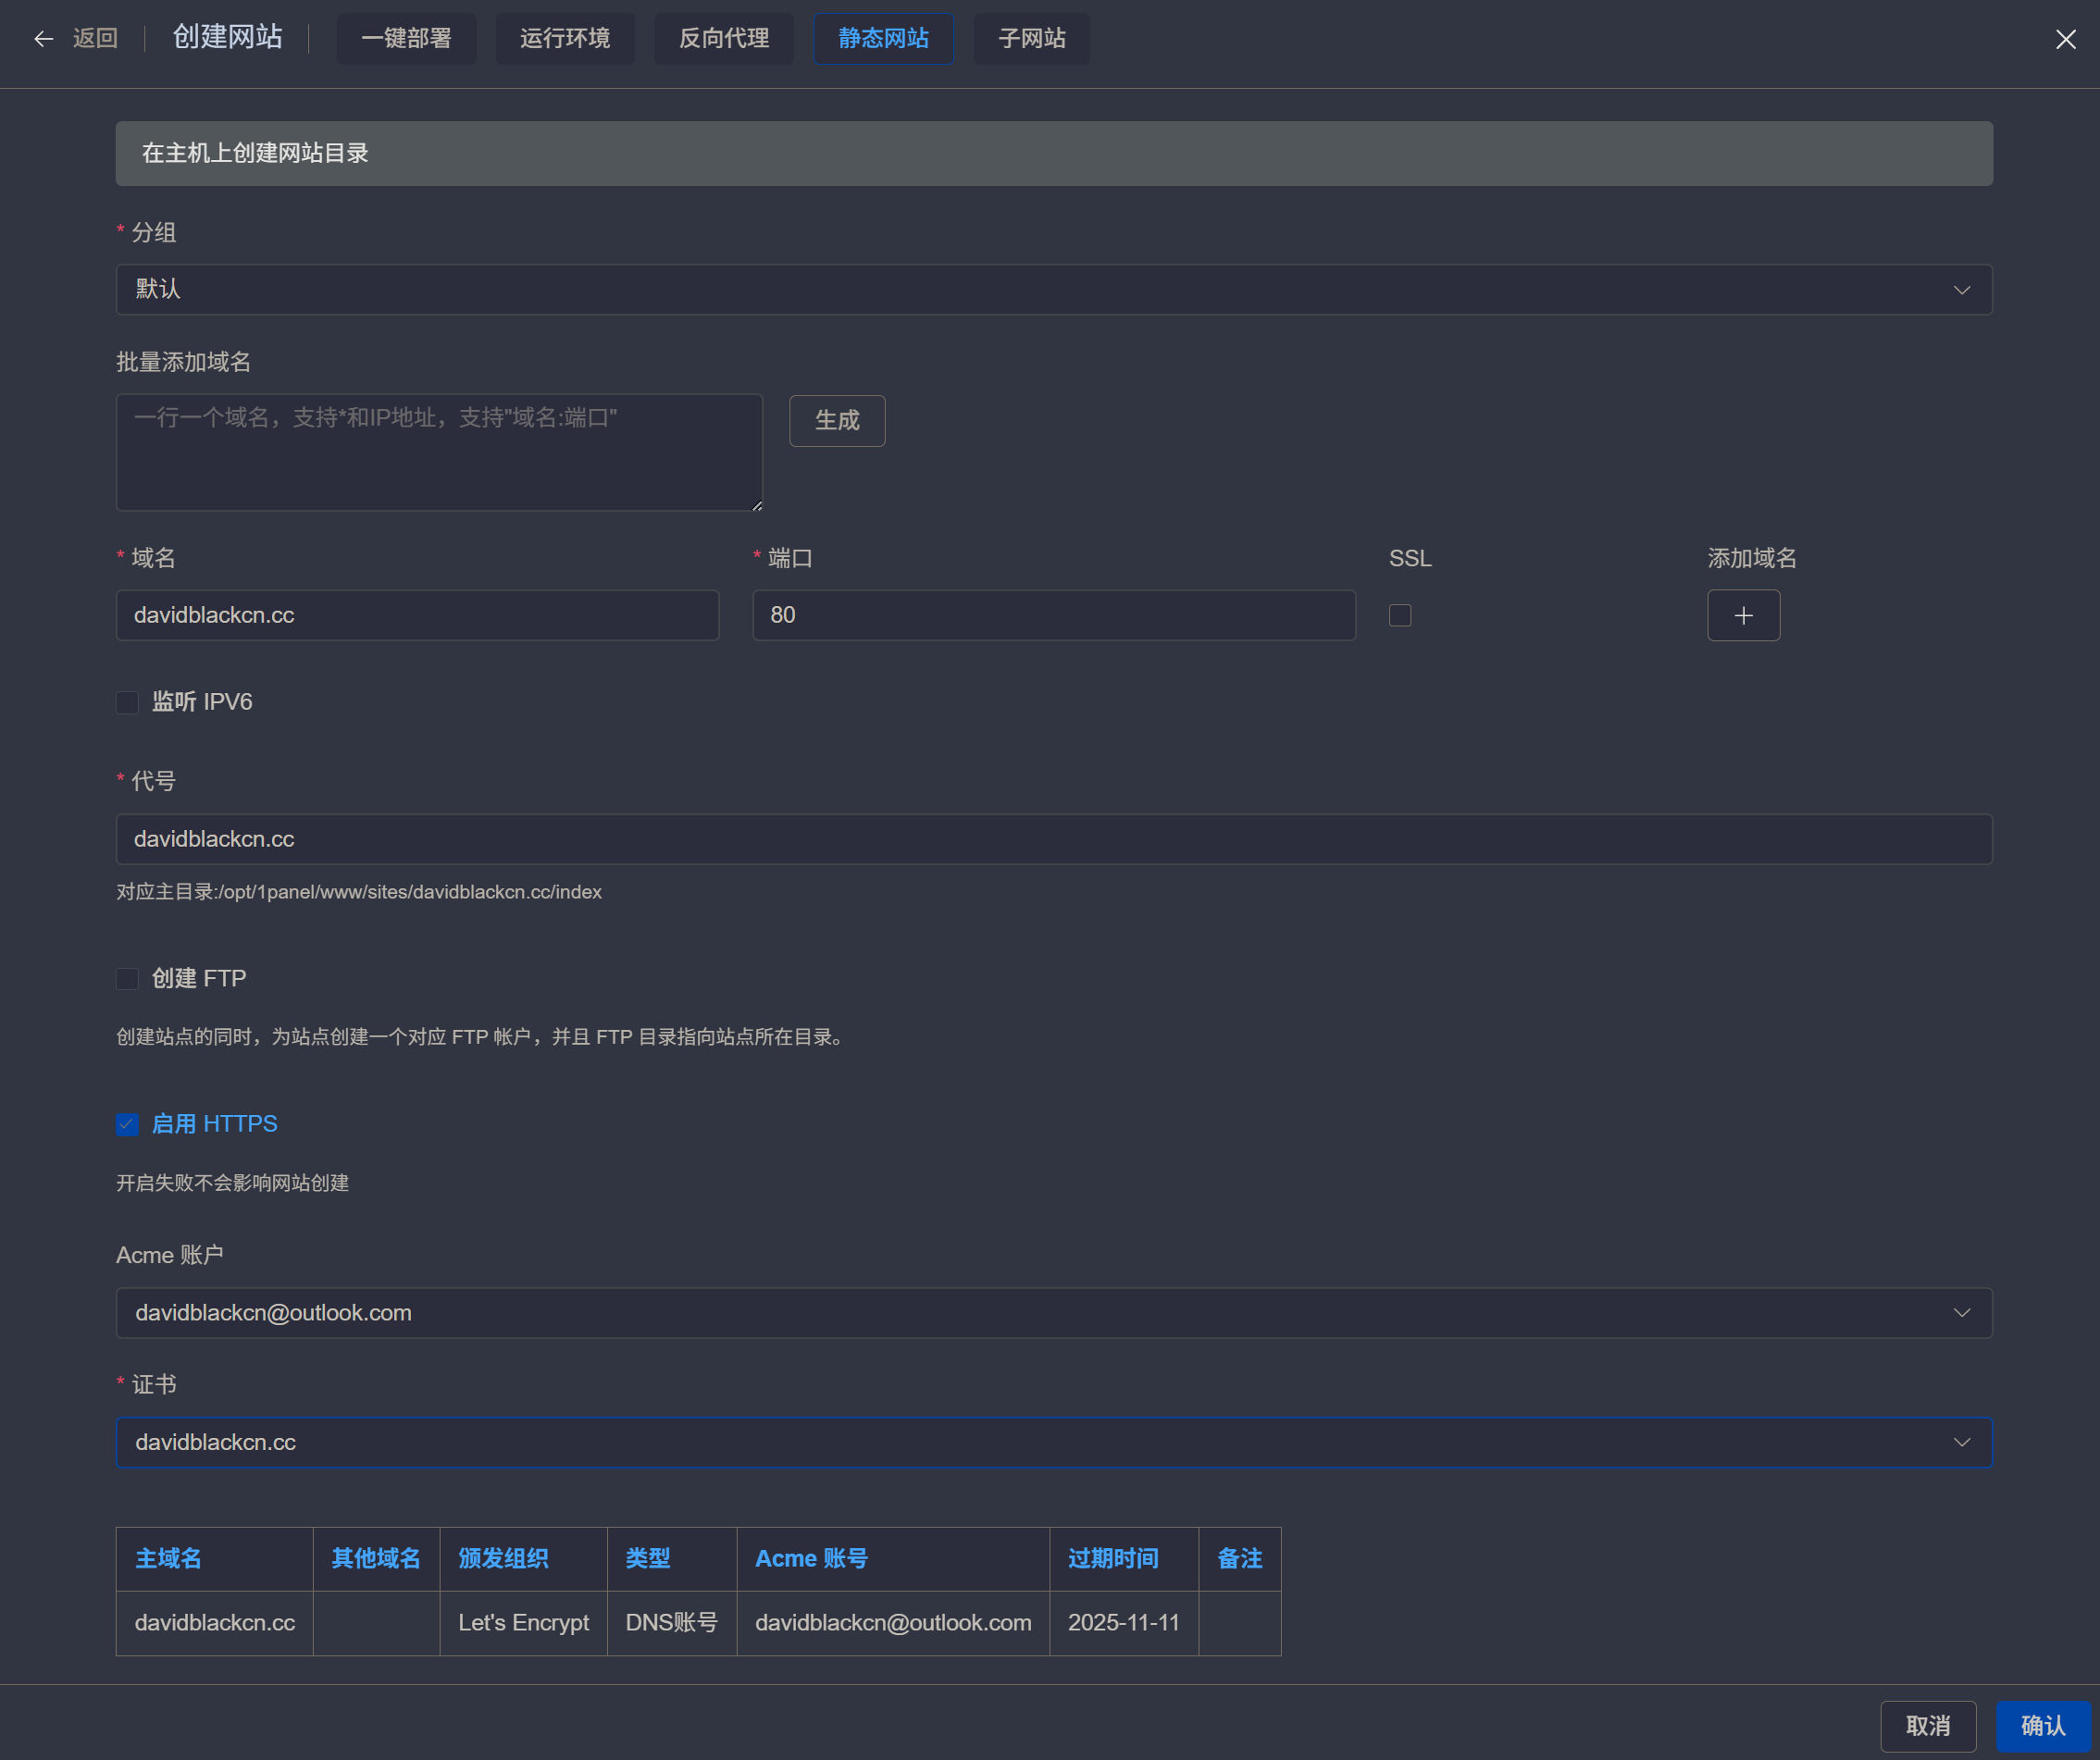 返回
创建网站
一键部署
运行环境
反向代理
静态网站
子网站
在主机上创建网站目录
* 分组
默认
批量添加域名
一行一个域名，支持*和IP地址，支持"域名:端口"
生成
* 域名
* 端口
SSL
添加域名
davidblackcn.cc
80
监听 IPV6
* 代号
davidblackcn.cc
对应主目录:/opt/1panel/www/sites/davidblackcn.cc/index
创建 FTP
创建站点的同时，为站点创建一个对应 FTP 帐户，并且 FTP 目录指向站点所在目录。
启用 HTTPS
开启失败不会影响网站创建
Acme 账户
davidblackcn@outlook.com
* 证书
davidblackcn.cc
主域名 其他域名 颁发组织 类型 Acme 账号 过期时间 备注
davidblackcn.cc Let's Encrypt DNS账号 davidblackcn@outlook.com 2025-11-11
取消
确认